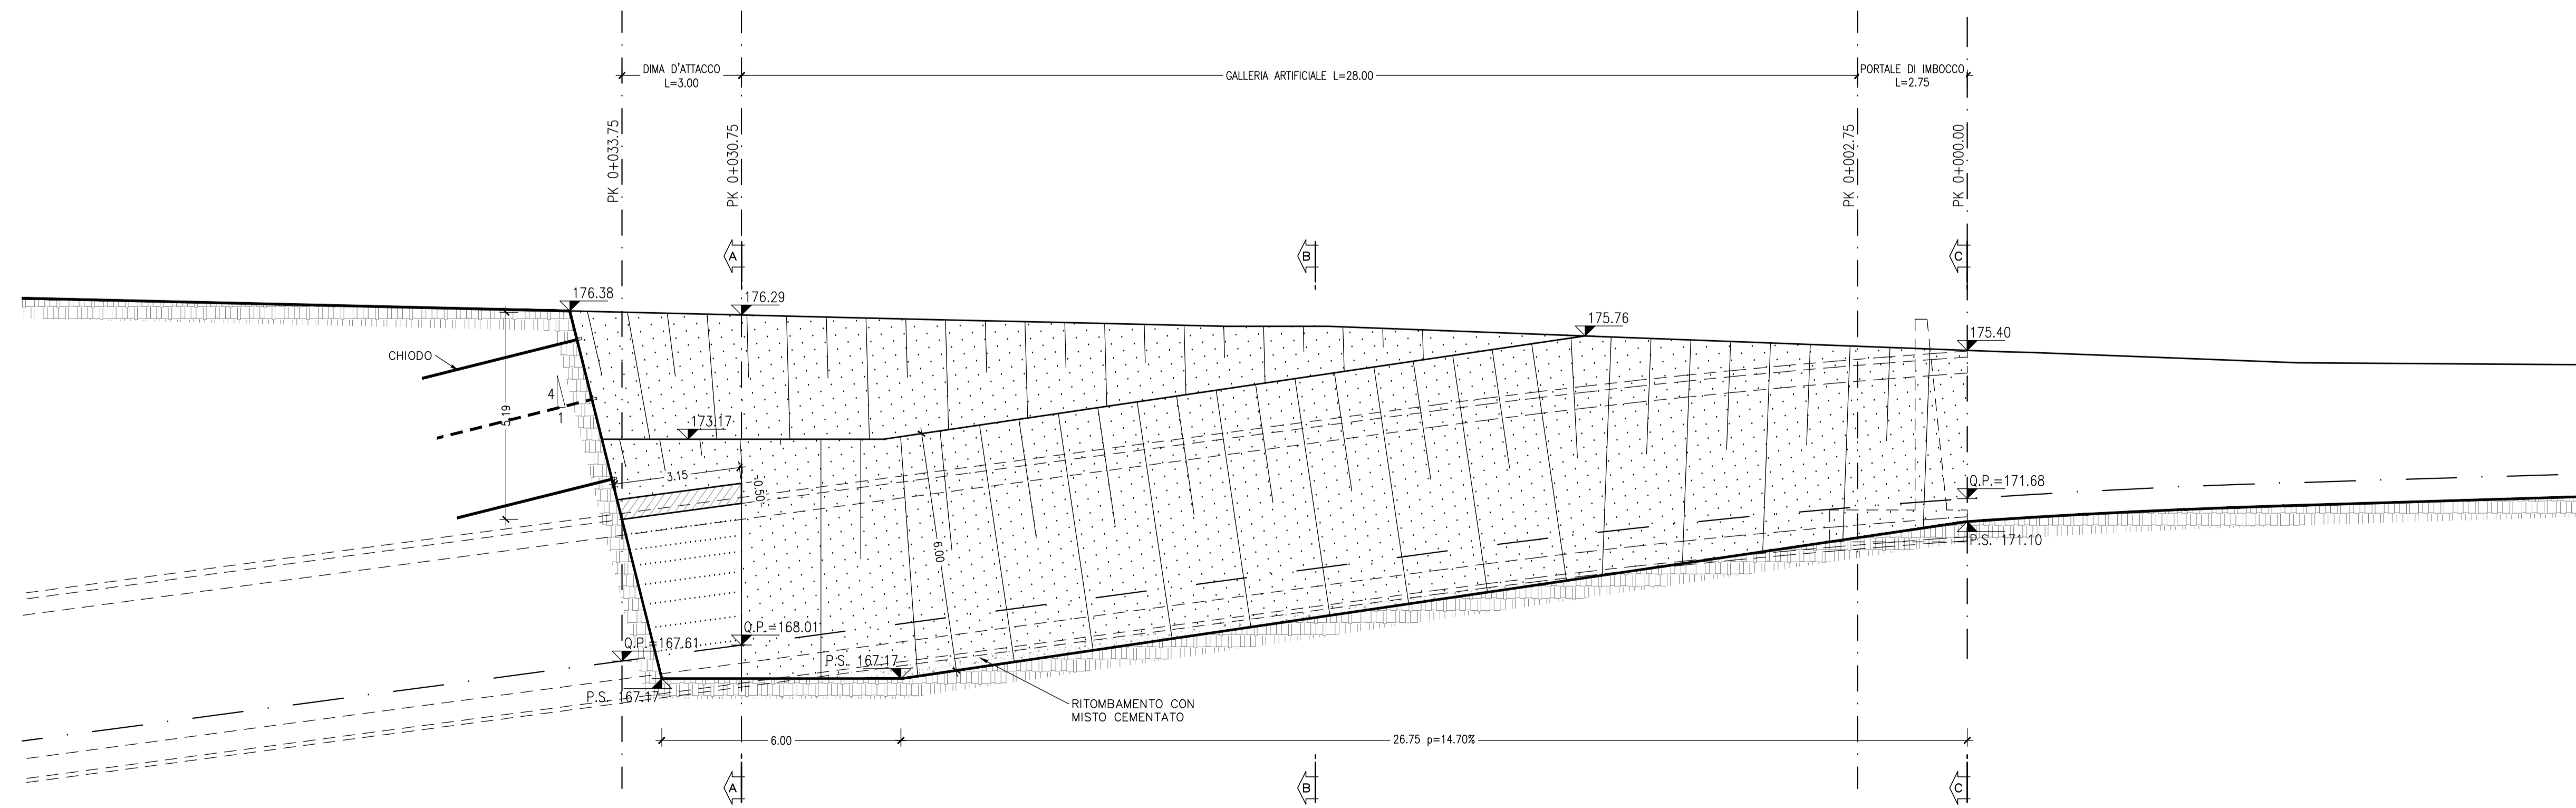 DIMA D'ATTACCO
L=3.00
GALLERIA ARTIFICIALE L=28.00
PORTALE DI IMBOCCO
L=2.75
PK 0+033.75
PK 0+030.75
PK 0+002.75
PK 0+000.00
A
B
C
176.38
176.29
175.76
175.40
CHIODO
4
1
5.19
173.17
3.15
0.50
6.00
Q.P.=171.68
P.S. 171.10
Q.P.=168.01
Q.P.=167.61
P.S. 167.17
P.S. 167.17
RITOMBAMENTO CON
MISTO CEMENTATO
6.00
26.75 p=14.70%
A
B
C